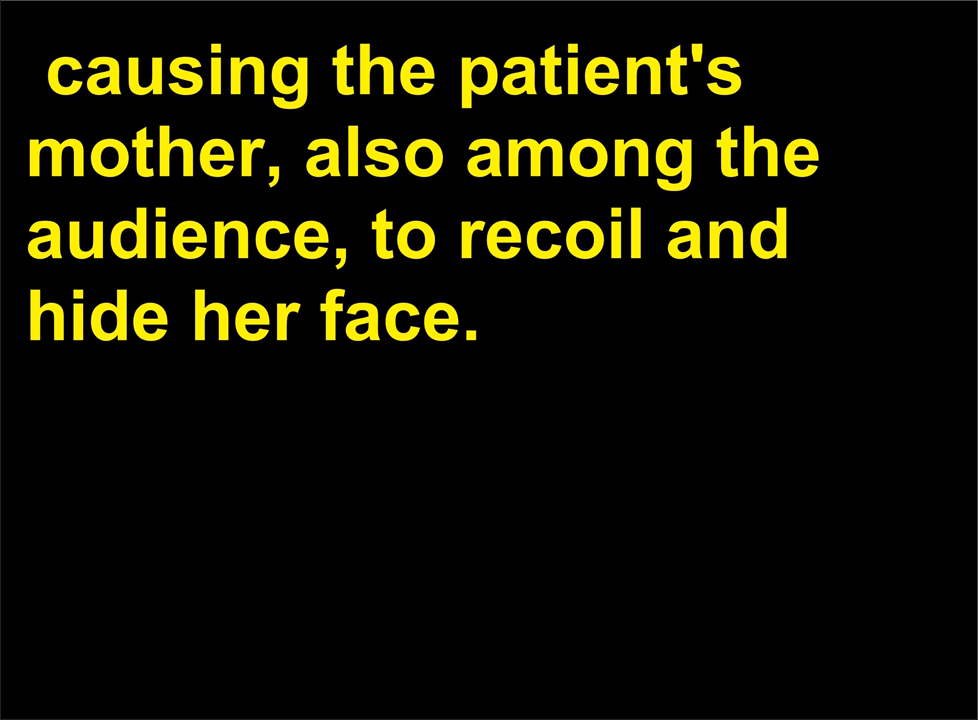 causing the patient's
mother, also among the
audience, to recoil and
hide her face.